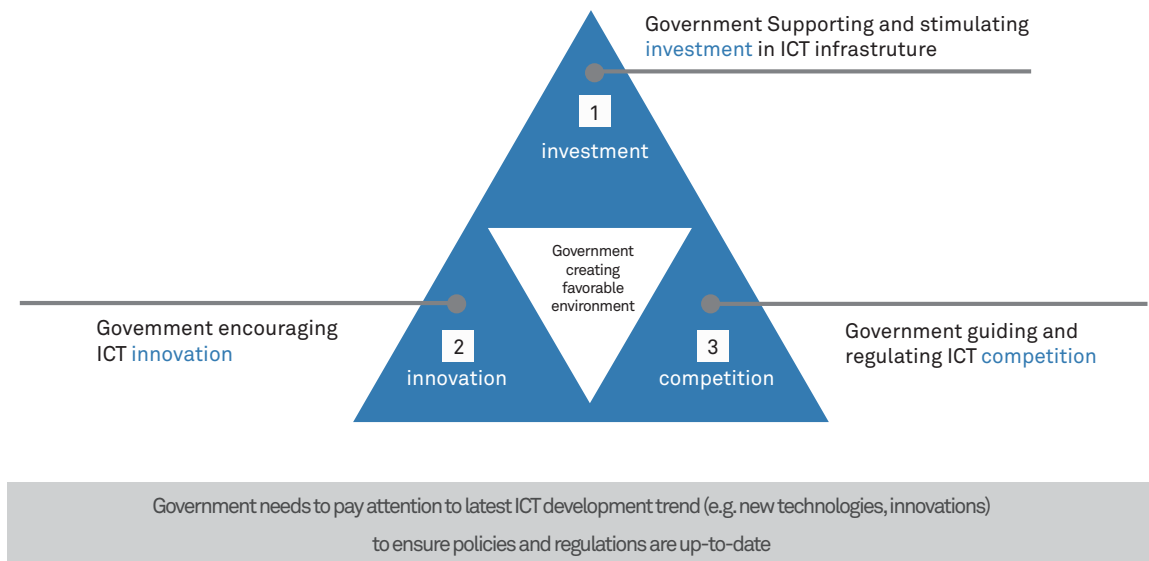 Government Supporting and stimulating
investment in ICT infrastruture
1
investment
Government
creating
favorable
environment
Govemment encouraging
ICT innovation
2
innovation
3
competition
Government guiding and
regulating ICT competition
Government needs to pay attention to latest ICT development trend (e.g. new technologies, innovations)
to ensure policies and regulations are up-to-date